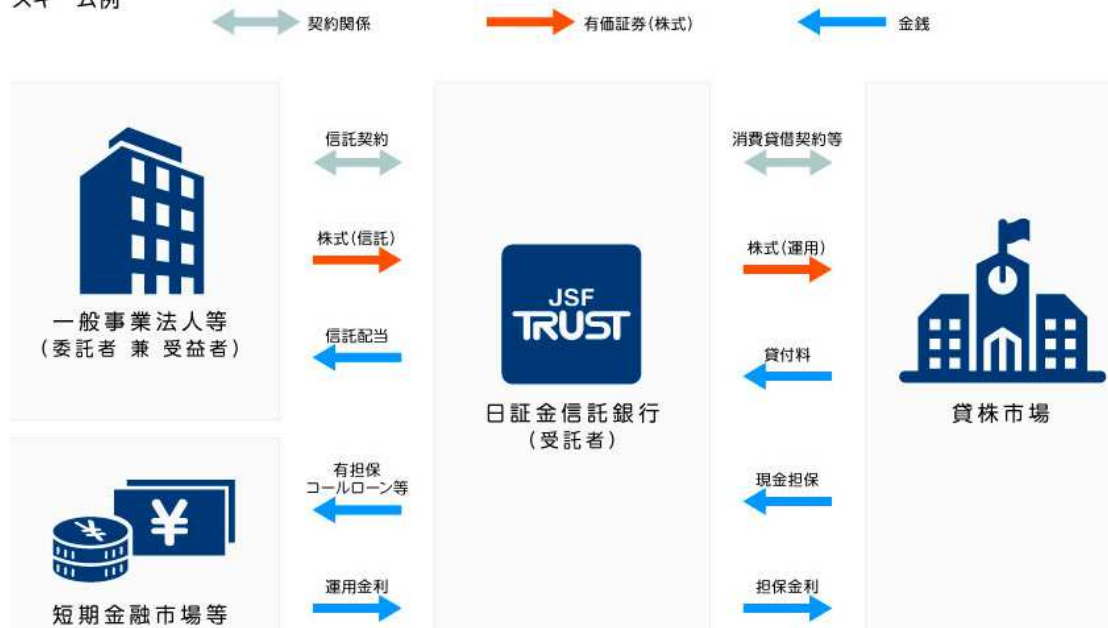 スキーム例
契約関係
有価証券(株式)
金銭
信託契約
株式(信託)
信託配当
一般事業法人等
(委託者 兼 受益者)
有担保
コールローン等
運用金利
¥
¥
短期金融市場等
JSF
TRUST
日証金信託銀行
(受託者)
消費貸借契約等
株式(運用)
貸付料
現金担保
担保金利
貸株市場